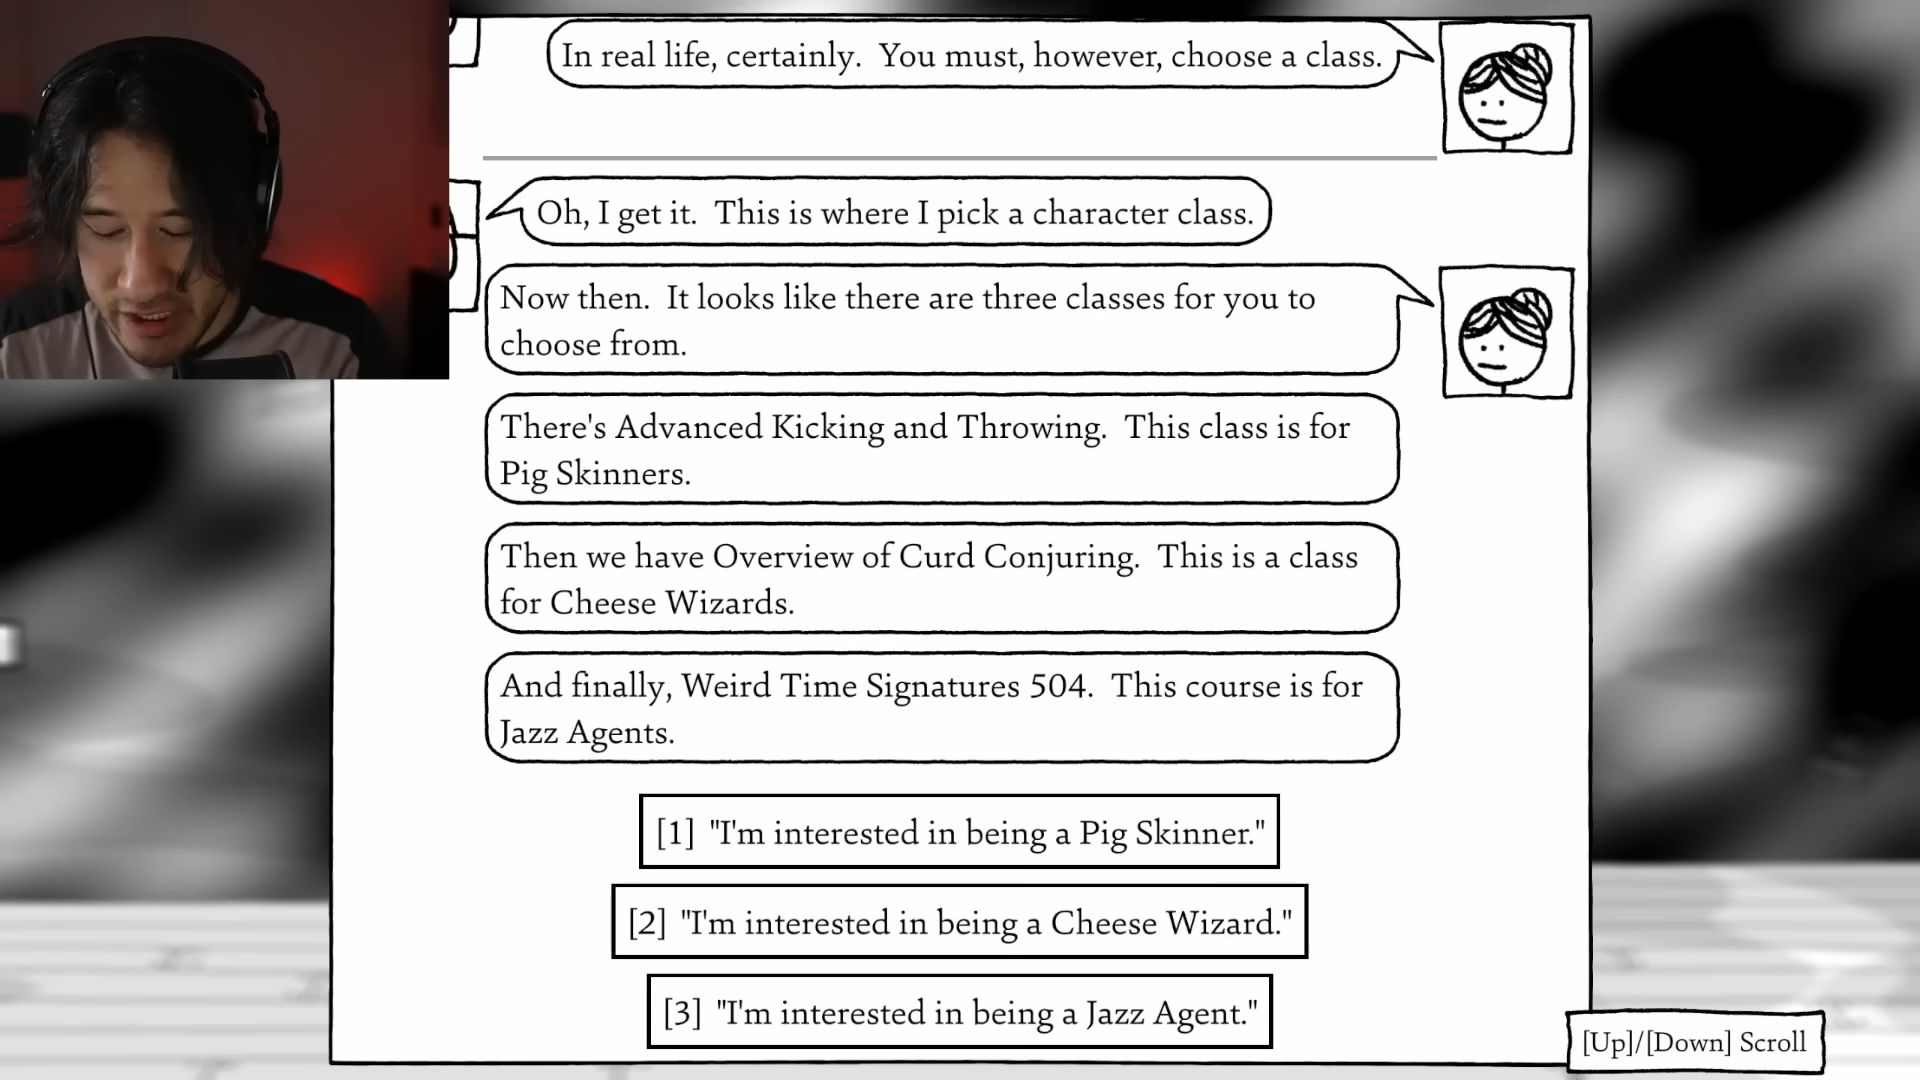 In real life, certainly.  You must, however, choose a class.
Oh, I get it.  This is where I pick a character class.
Now then.  It looks like there are three classes for you to
choose from.
There's Advanced Kicking and Throwing.  This class is for
Pig Skinners.
Then we have Overview of Curd Conjuring.  This is a class
for Cheese Wizards.
And finally, Weird Time Signatures 504.  This course is for
Jazz Agents.
[1] "I'm interested in being a Pig Skinner."
[2] "I'm interested in being a Cheese Wizard."
[3] "I'm interested in being a Jazz Agent."
[Up]/[Down] Scroll